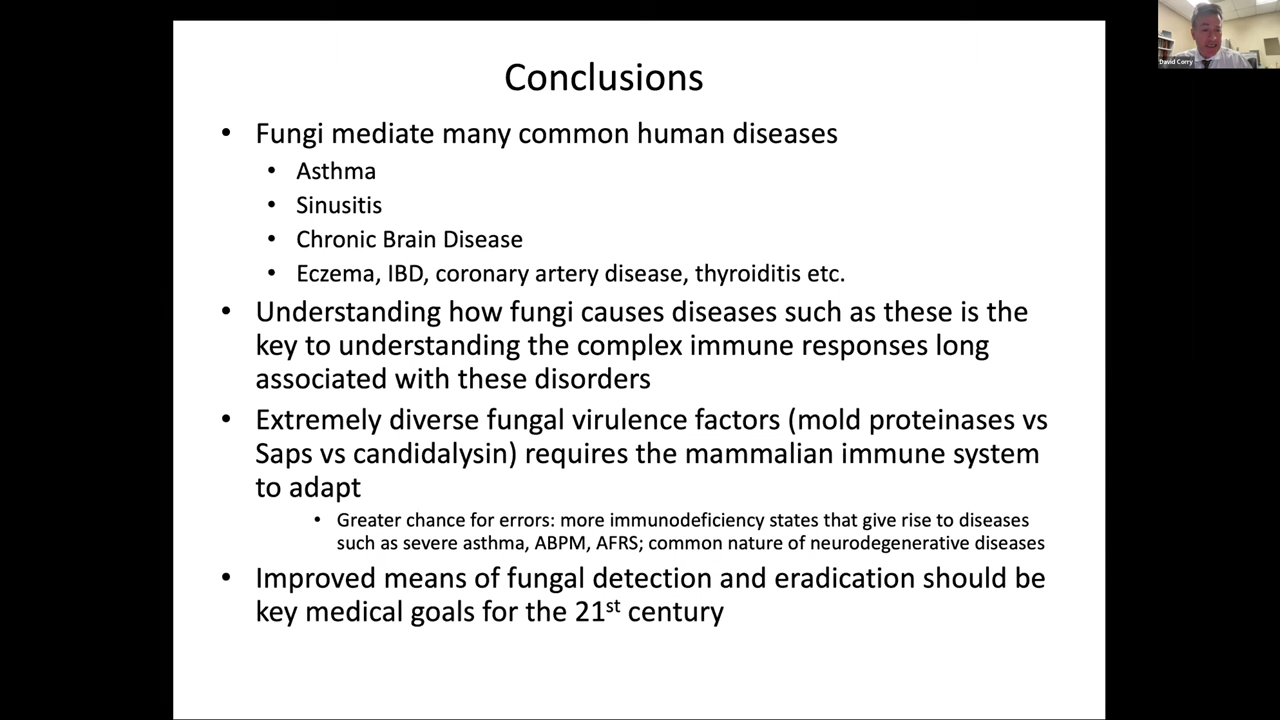 Conclusions
• Fungi mediate many common human diseases
• Asthma
• Sinusitis
• Chronic Brain Disease
• Eczema, IBD, coronary artery disease, thyroiditis etc.
• Understanding how fungi causes diseases such as these is the
key to understanding the complex immune responses long
associated with these disorders
• Extremely diverse fungal virulence factors (mold proteinases vs
Saps vs candidalysin) requires the mammalian immune system
to adapt
• Greater chance for errors: more immunodeficiency states that give rise to diseases
such as severe asthma, ABPM, AFRS; common nature of neurodegenerative diseases
• Improved means of fungal detection and eradication should be
key medical goals for the 21st century
David Corry